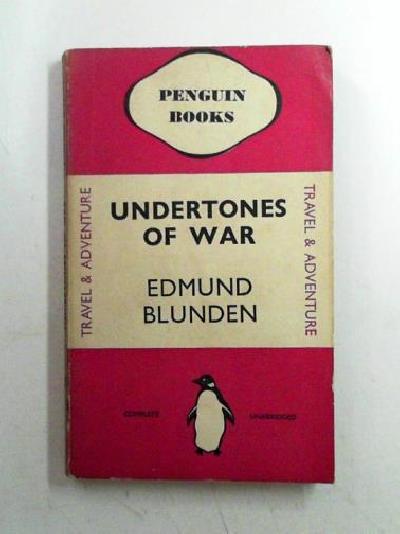 PENGUIN
BOOKS
TRAVEL & ADVENTURE
UNDERTONES
OF WAR
EDMUND
BLUNDEN
TRAVEL & ADVENTURE
COMPLETE
UNABRIDGED